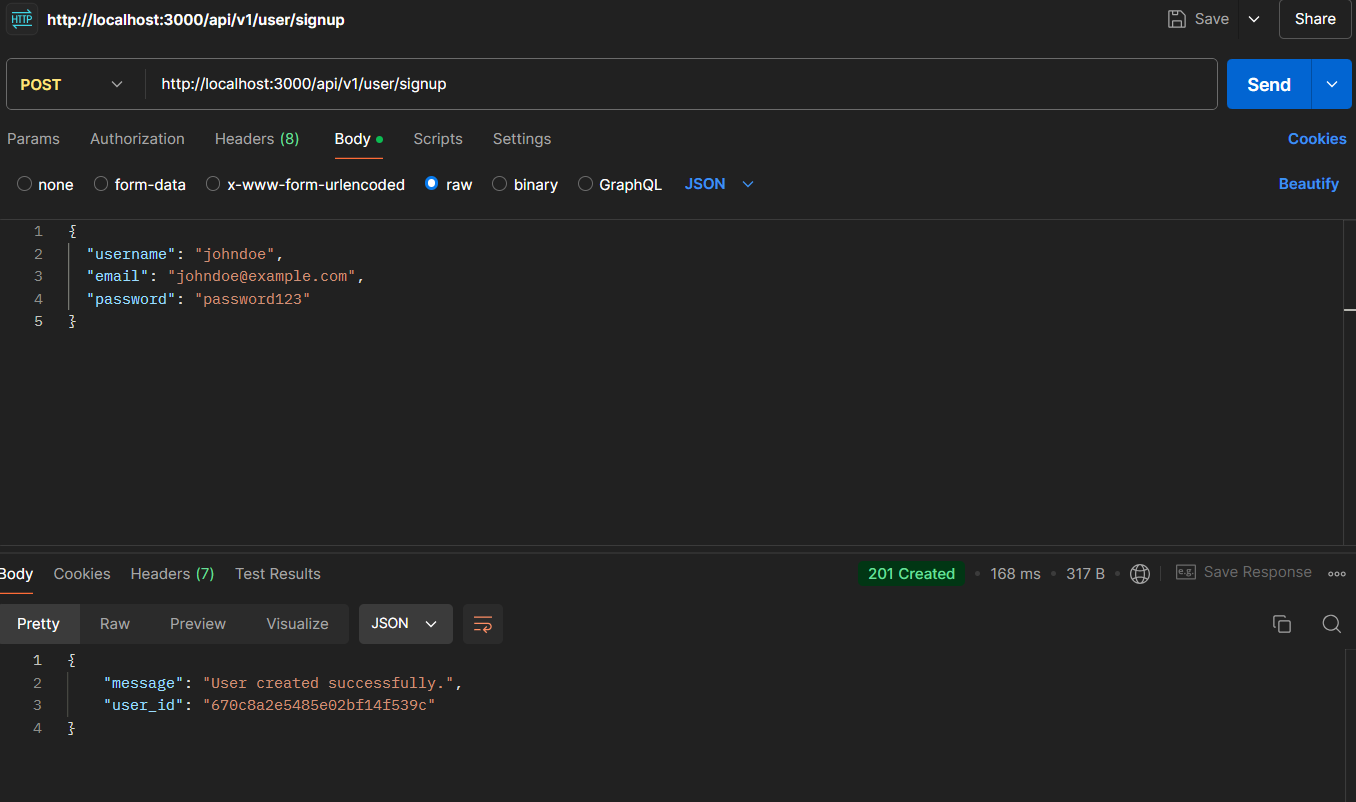 HTTP http://localhost:3000/api/v1/user/signup Save Share
POST http://localhost:3000/api/v1/user/signup Send
Params Authorization Headers (8) Body Scripts Settings Cookies
none form-data x-www-form-urlencoded raw binary GraphQL JSON Beautify
1 {
2 "username": "johndoe",
3 "email": "johndoe@example.com",
4 "password": "password123"
5 }
Body Cookies Headers (7) Test Results 201 Created • 168 ms • 317 B • e.g. Save Response
Pretty Raw Preview Visualize JSON
1 {
2 "message": "User created successfully.",
3 "user_id": "670c8a2e5485e02bf14f539c"
4 }